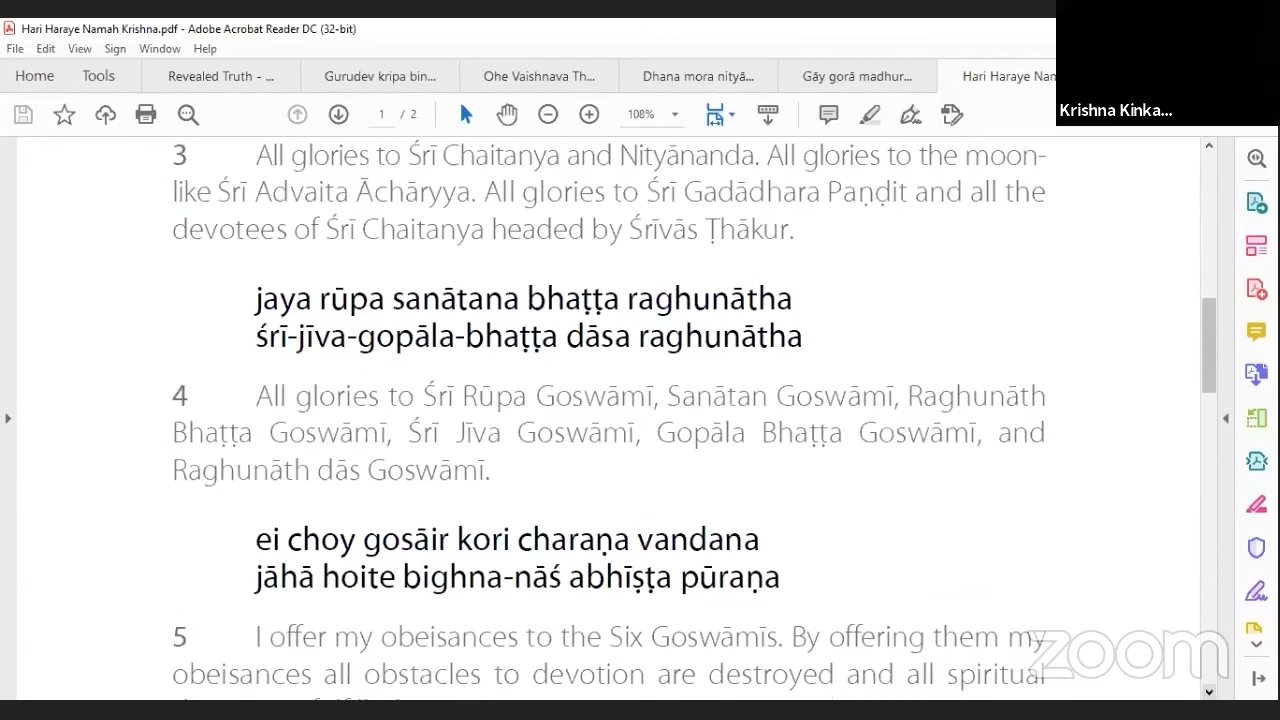 Hari Haraye Namah Krishna.pdf - Adobe Acrobat Reader DC (32-bit)
File Edit View Sign Window Help
Home Tools Revealed Truth - ... Gurudev kripa bin... Ohe Vaishnava Th... Dhana mora nityā... Gāy gorā madhur... Hari Haraye Nam
Krishna Kinka...
1 / 2 108%
3 All glories to Śrī Chaitanya and Nityānanda. All glories to the moon-
like Śrī Advaita Āchāryya. All glories to Śrī Gadādhara Paṇḍit and all the
devotees of Śrī Chaitanya headed by Śrīvās Ṭhākur.
jaya rūpa sanātana bhaṭṭa raghunātha
śrī-jīva-gopāla-bhaṭṭa dāsa raghunātha
4 All glories to Śrī Rūpa Goswāmī, Sanātan Goswāmī, Raghunāth
Bhaṭṭa Goswāmī, Śrī Jīva Goswāmī, Gopāla Bhaṭṭa Goswāmī, and
Raghunāth dās Goswāmī.
ei choy gosāir kori charaṇa vandana
jāhā hoite bighna-nāś abhīṣṭa pūraṇa
5 I offer my obeisances to the Six Goswāmīs. By offering them my
obeisances all obstacles to devotion are destroyed and all spiritual
zoom